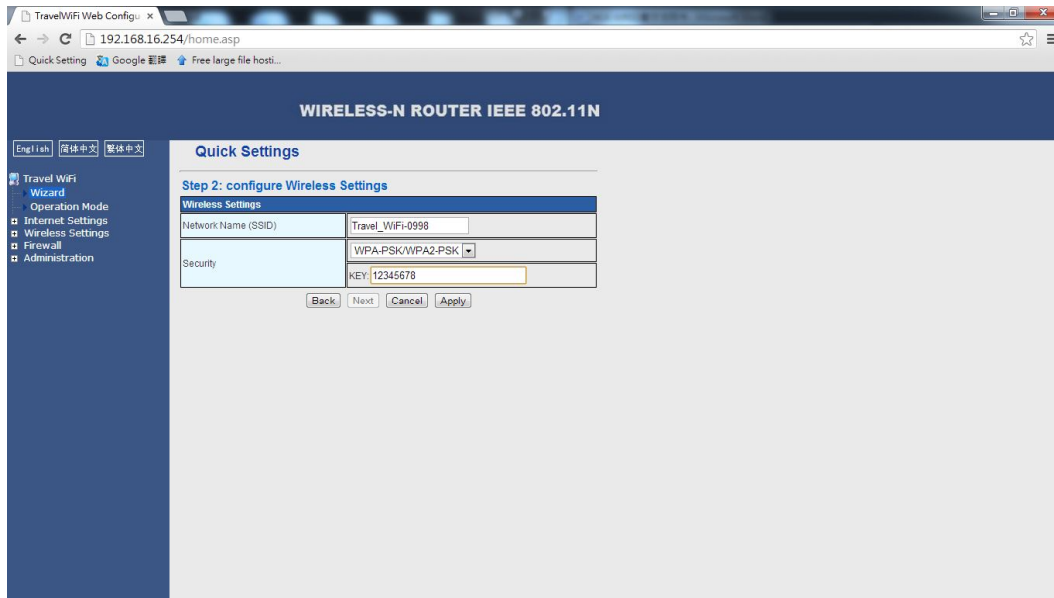 TravelWiFi Web Configu
192.168.16.254/home.asp
Quick Setting Google 翻譯 Free large file hosti...
WIRELESS-N ROUTER IEEE 802.11N
English 简体中文 繁体中文
Travel WiFi
Wizard
Operation Mode
Internet Settings
Wireless Settings
Firewall
Administration
Quick Settings
Step 2: configure Wireless Settings
Wireless Settings
Network Name (SSID) Travel_WiFi-0998
Security WPA-PSK/WPA2-PSK
KEY: 12345678
Back Next Cancel Apply